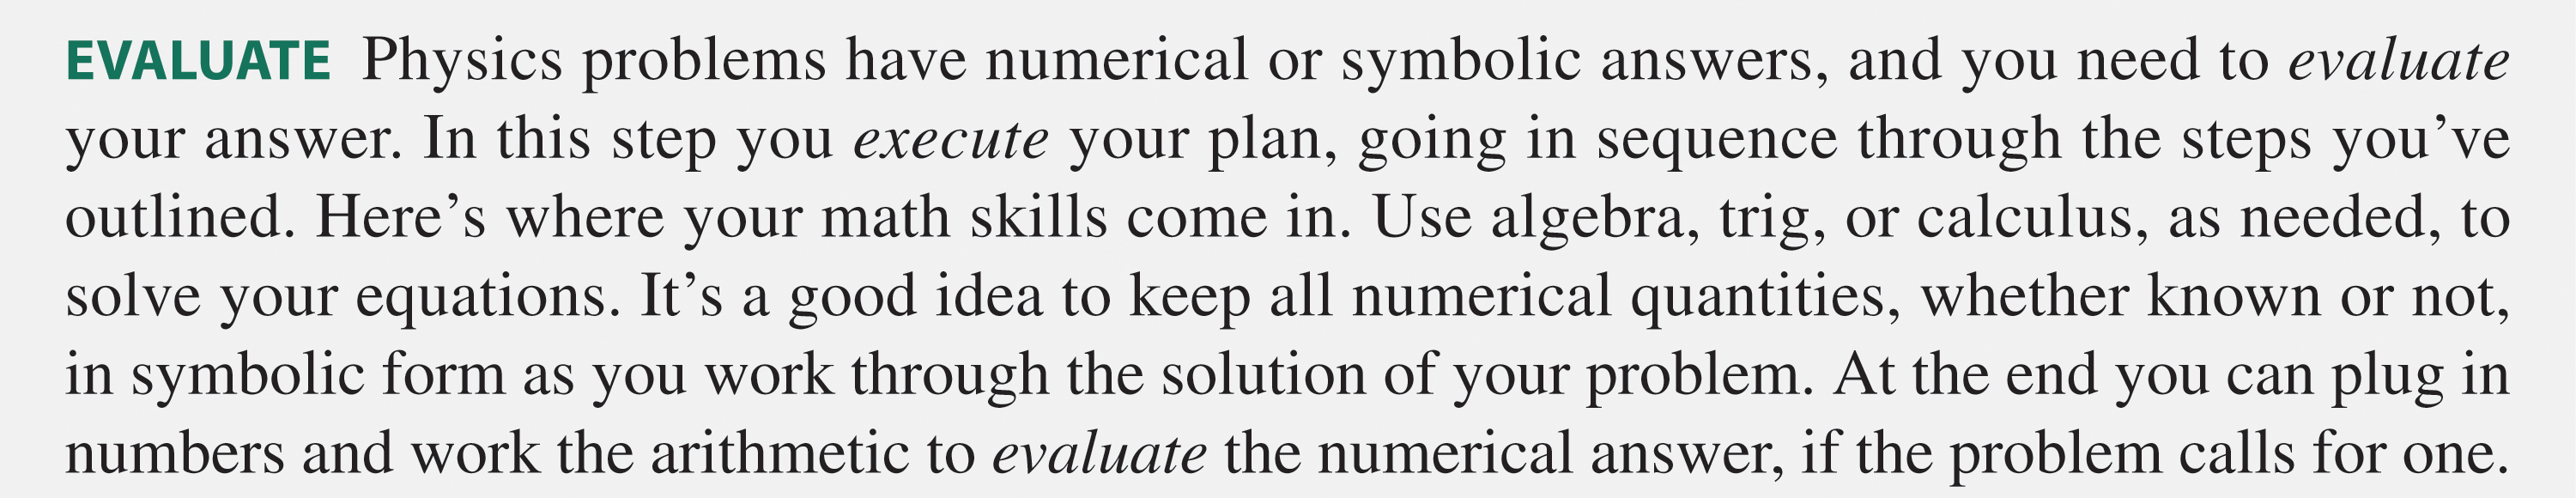 EVALUATE Physics problems have numerical or symbolic answers, and you need to evaluate
your answer. In this step you execute your plan, going in sequence through the steps you’ve
outlined. Here’s where your math skills come in. Use algebra, trig, or calculus, as needed, to
solve your equations. It’s a good idea to keep all numerical quantities, whether known or not,
in symbolic form as you work through the solution of your problem. At the end you can plug in
numbers and work the arithmetic to evaluate the numerical answer, if the problem calls for one.